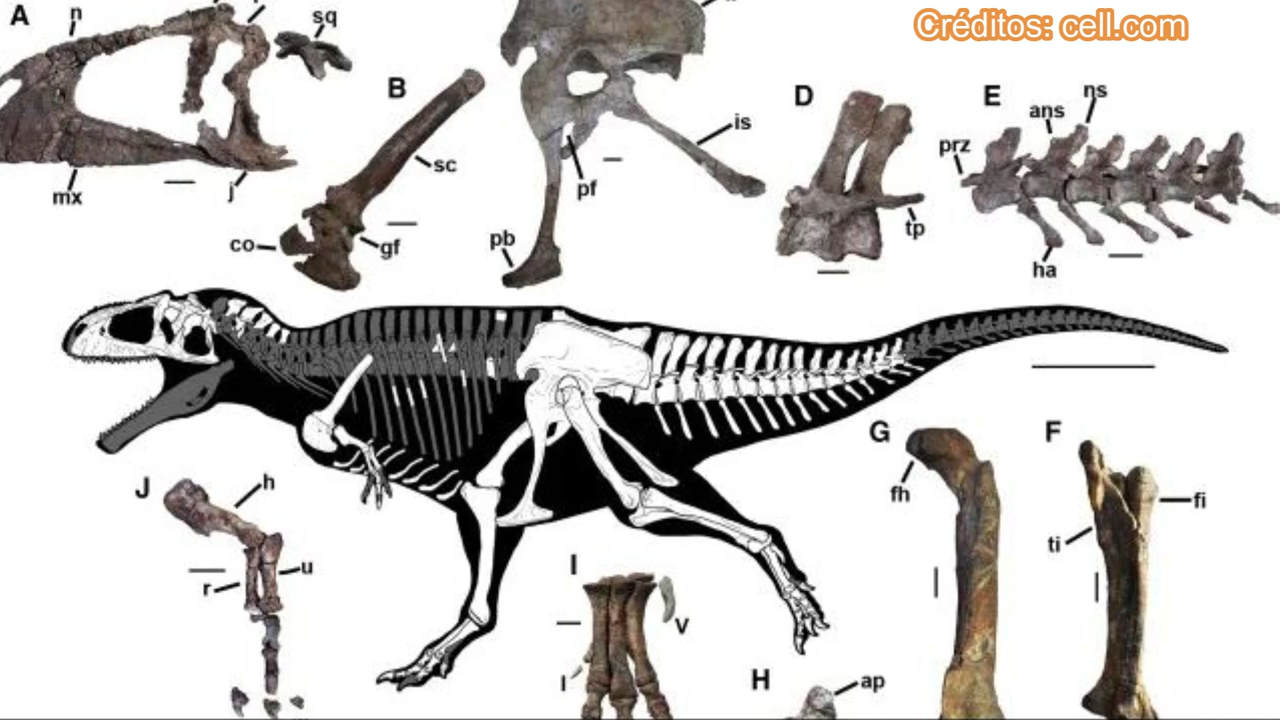 Créditos: cell.com
A
n
sq
B
sc
co
gf
is
pf
pb
D
tp
E
ns
ans
prz
ha
mx
j
G
fh
F
fi
ti
J
h
r
u
I
V
I
H
ap